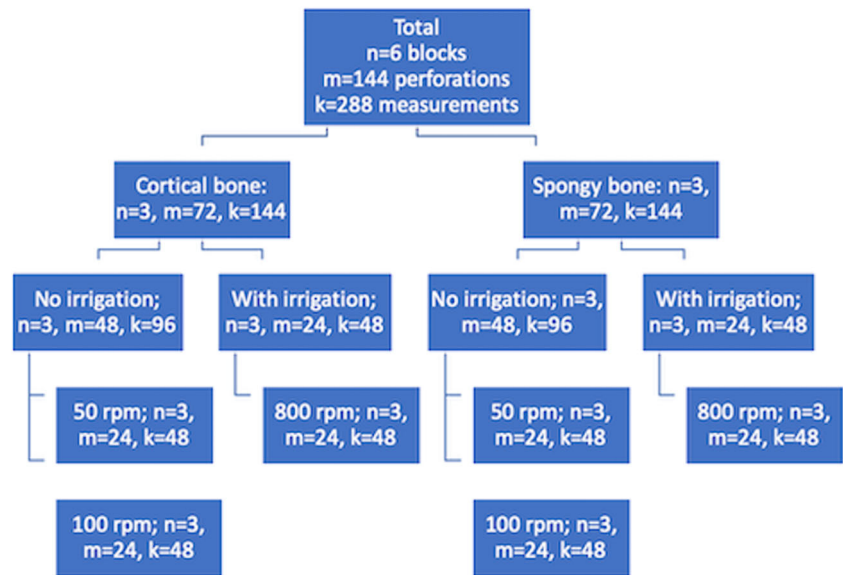 Total
n=6 blocks
m=144 perforations
k=288 measurements
Cortical bone:
n=3, m=72, k=144
Spongy bone: n=3,
m=72, k=144
No irrigation;
n=3, m=48, k=96
With irrigation;
n=3, m=24, k=48
No irrigation; n=3,
m=48, k=96
With irrigation;
n=3, m=24, k=48
50 rpm; n=3,
m=24, k=48
800 rpm; n=3,
m=24, k=48
50 rpm; n=3,
m=24, k=48
800 rpm; n=3,
m=24, k=48
100 rpm; n=3,
m=24, k=48
100 rpm; n=3,
m=24, k=48